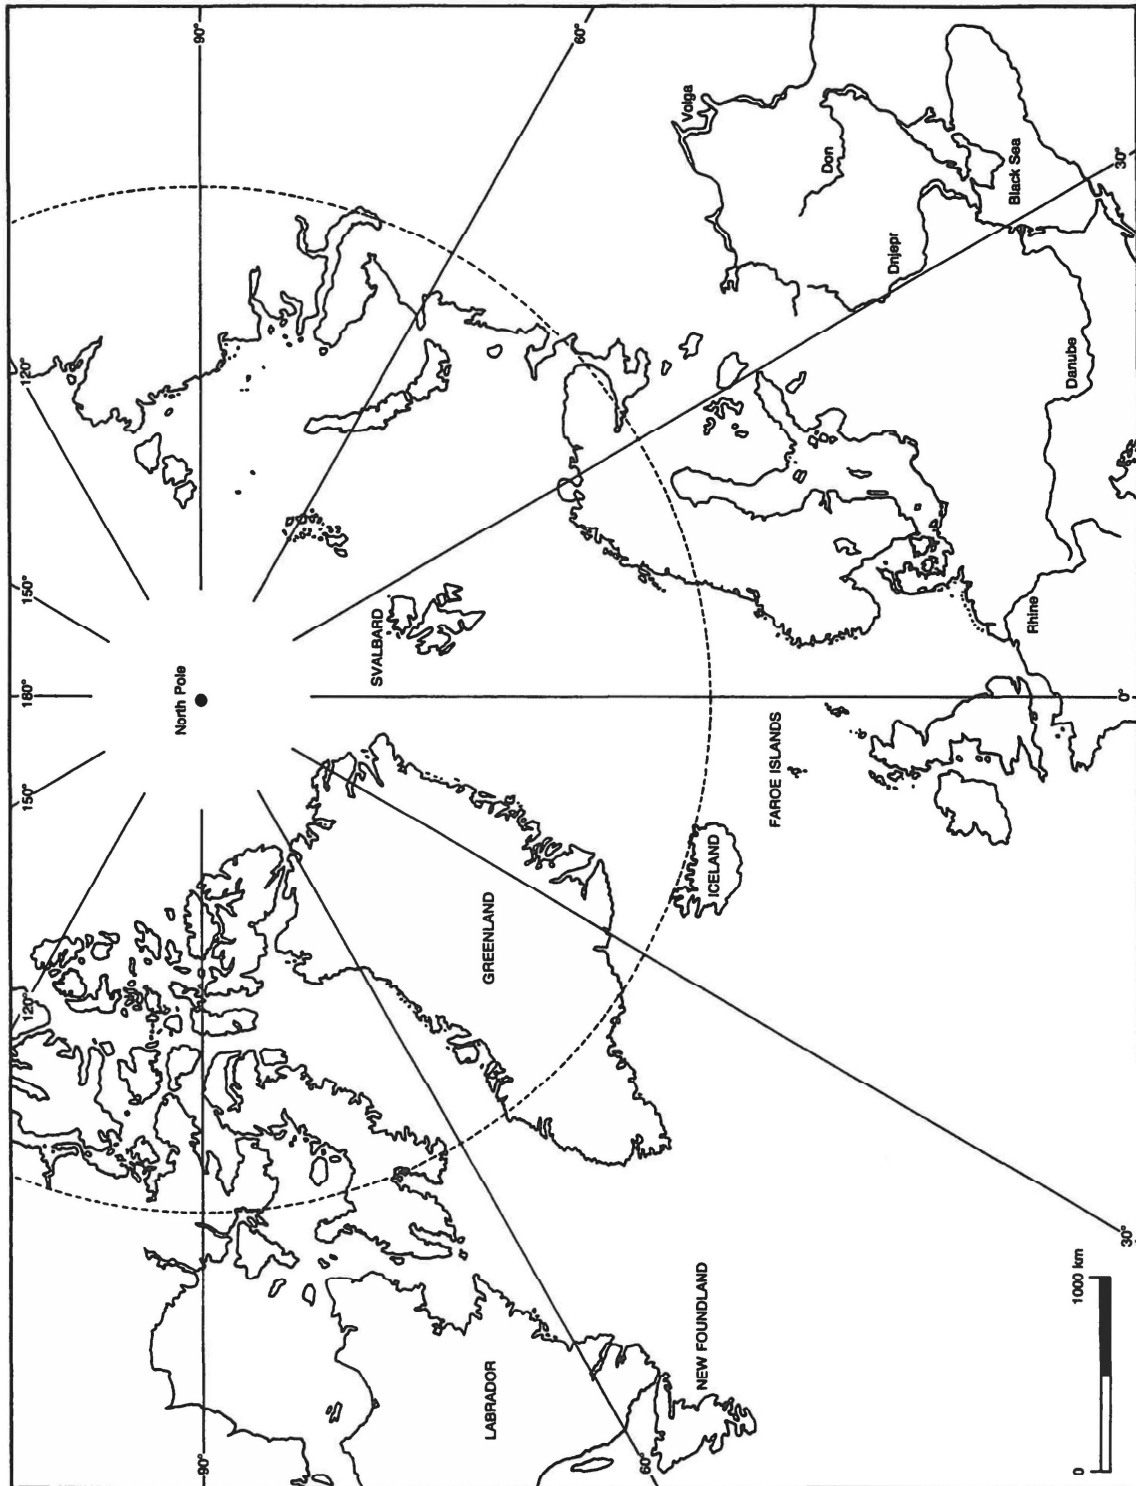 120°
150°
180°
150°
120°
North Pole
90°
90°
SVALBARD
LABRADOR
GREENLAND
60°
60°
Volga
NEW FOUNDLAND
ICELAND
FAROE ISLANDS
Don
Dnjepr
Black Sea
Rhine
Danube
0
1000 km
30°
0°
30°